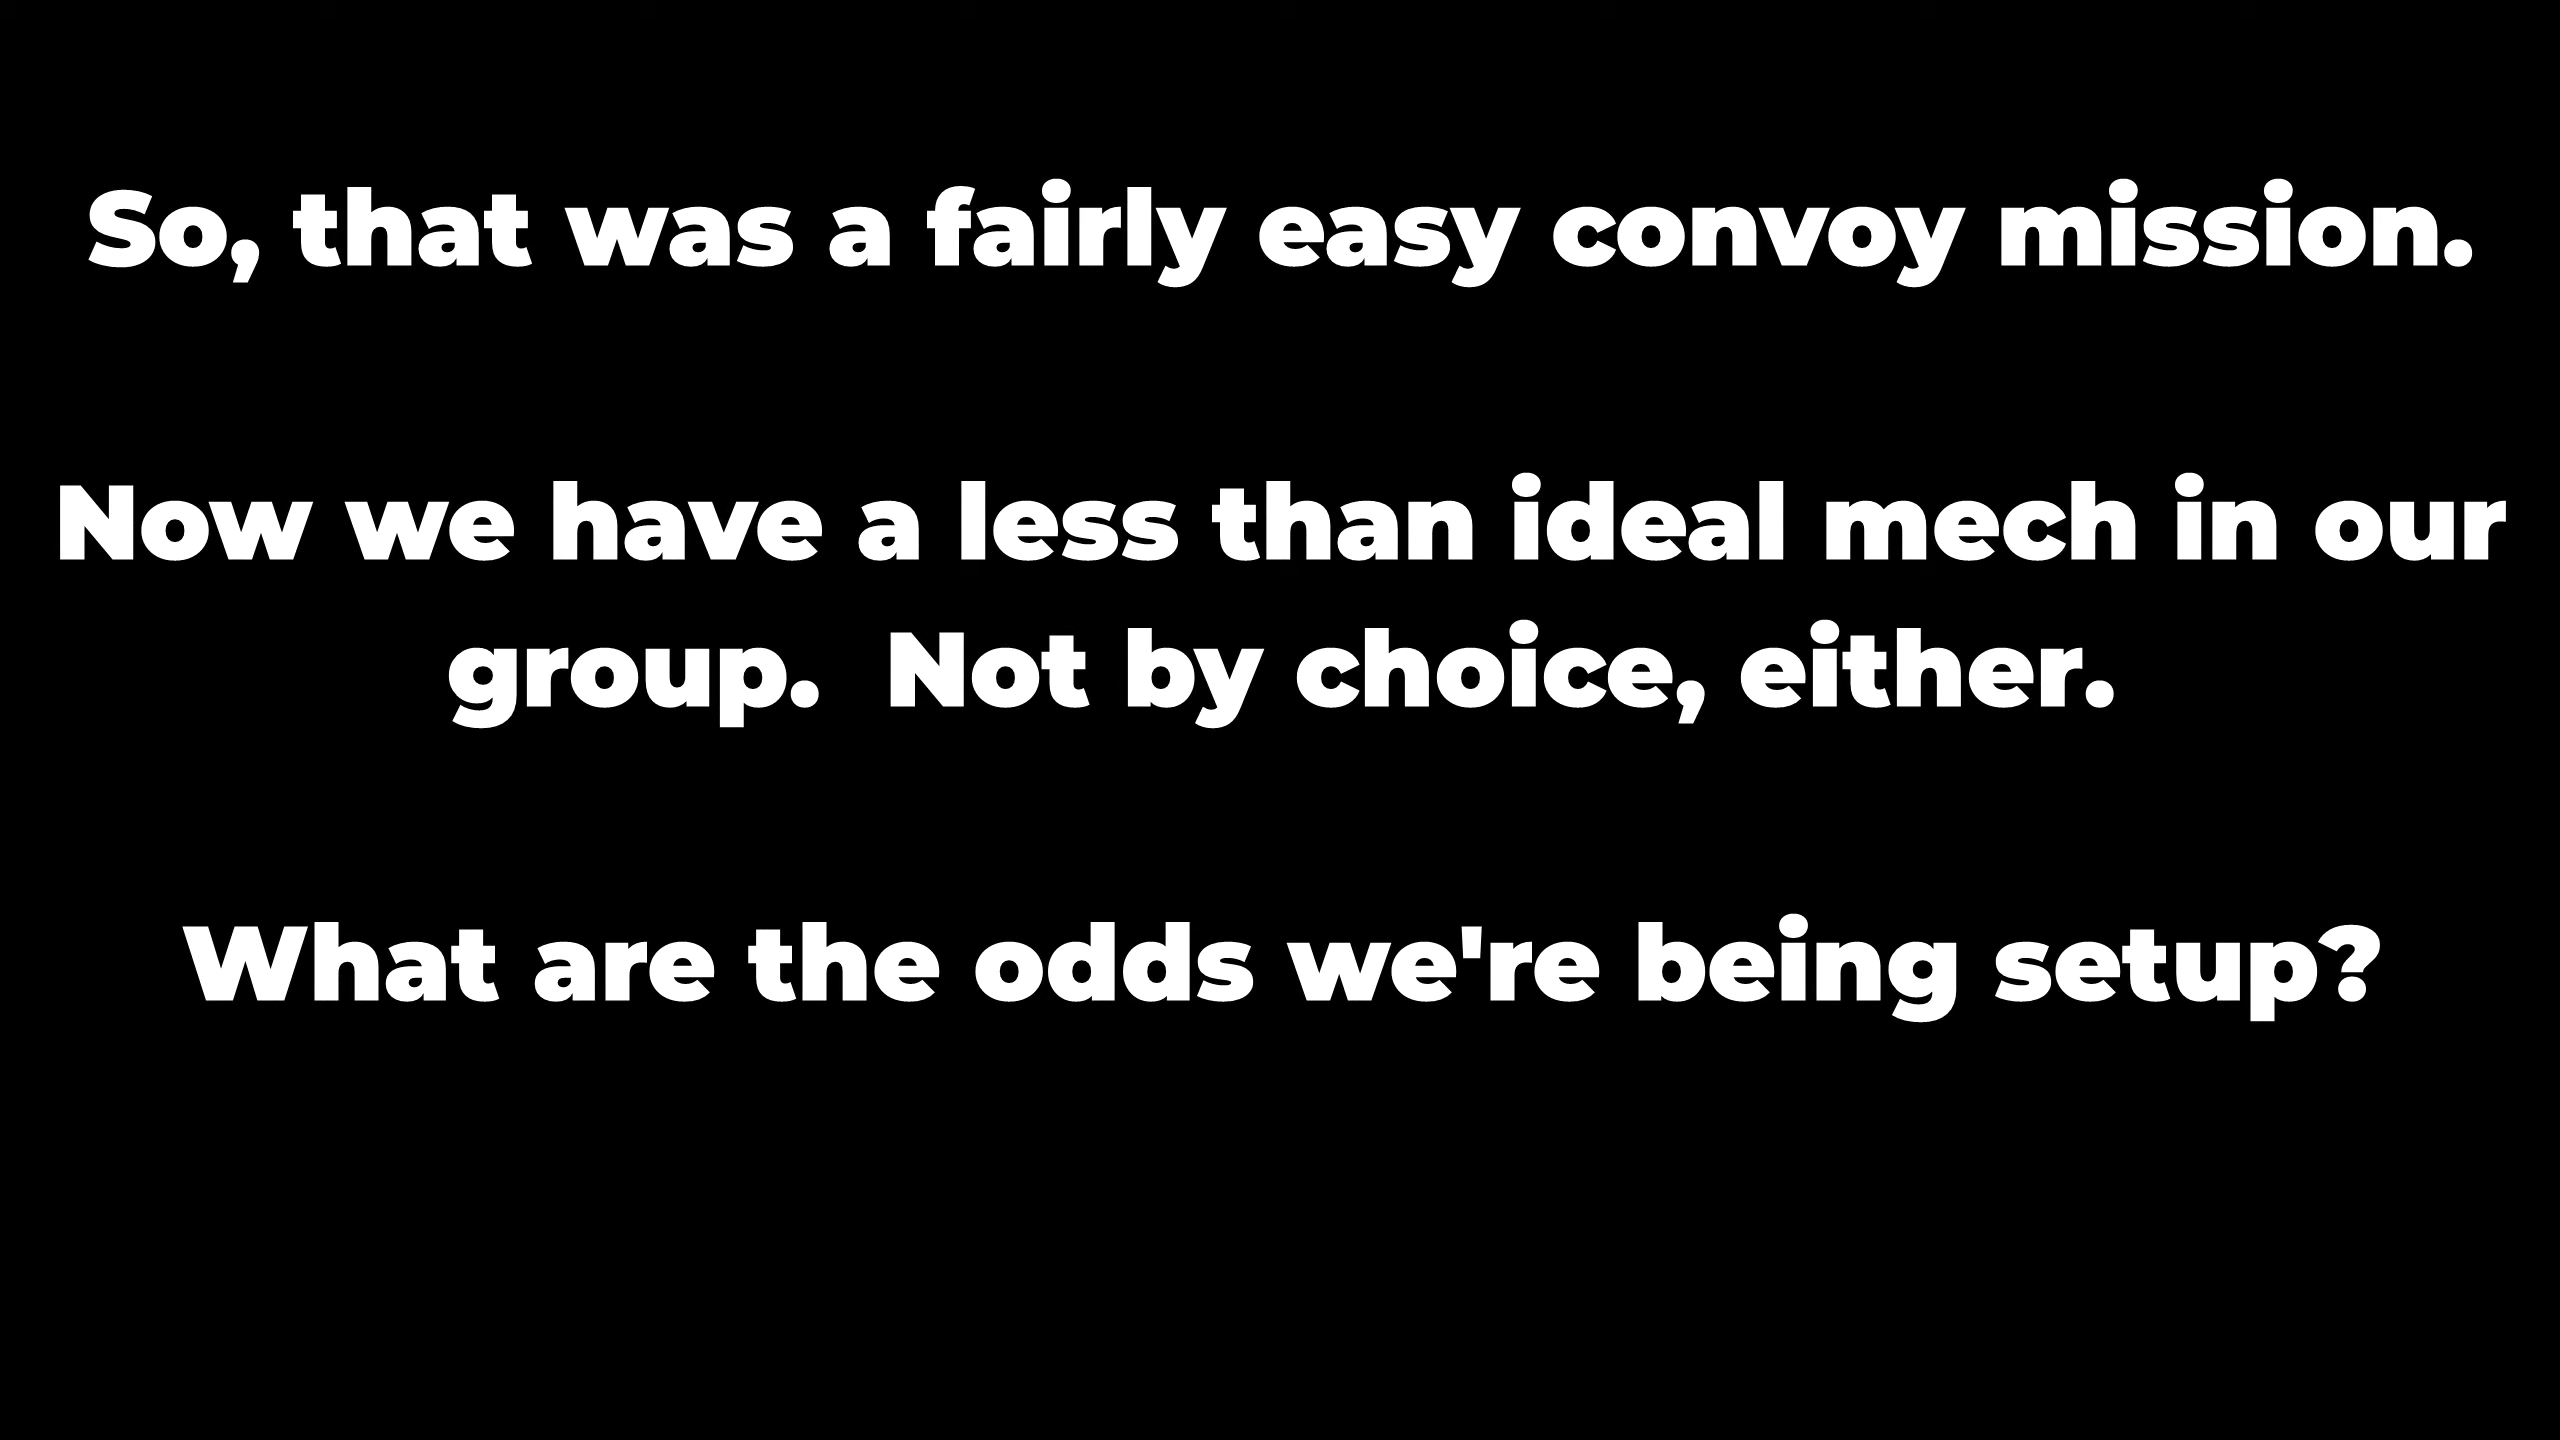 So, that was a fairly easy convoy mission.
Now we have a less than ideal mech in our
group.  Not by choice, either.
What are the odds we're being setup?